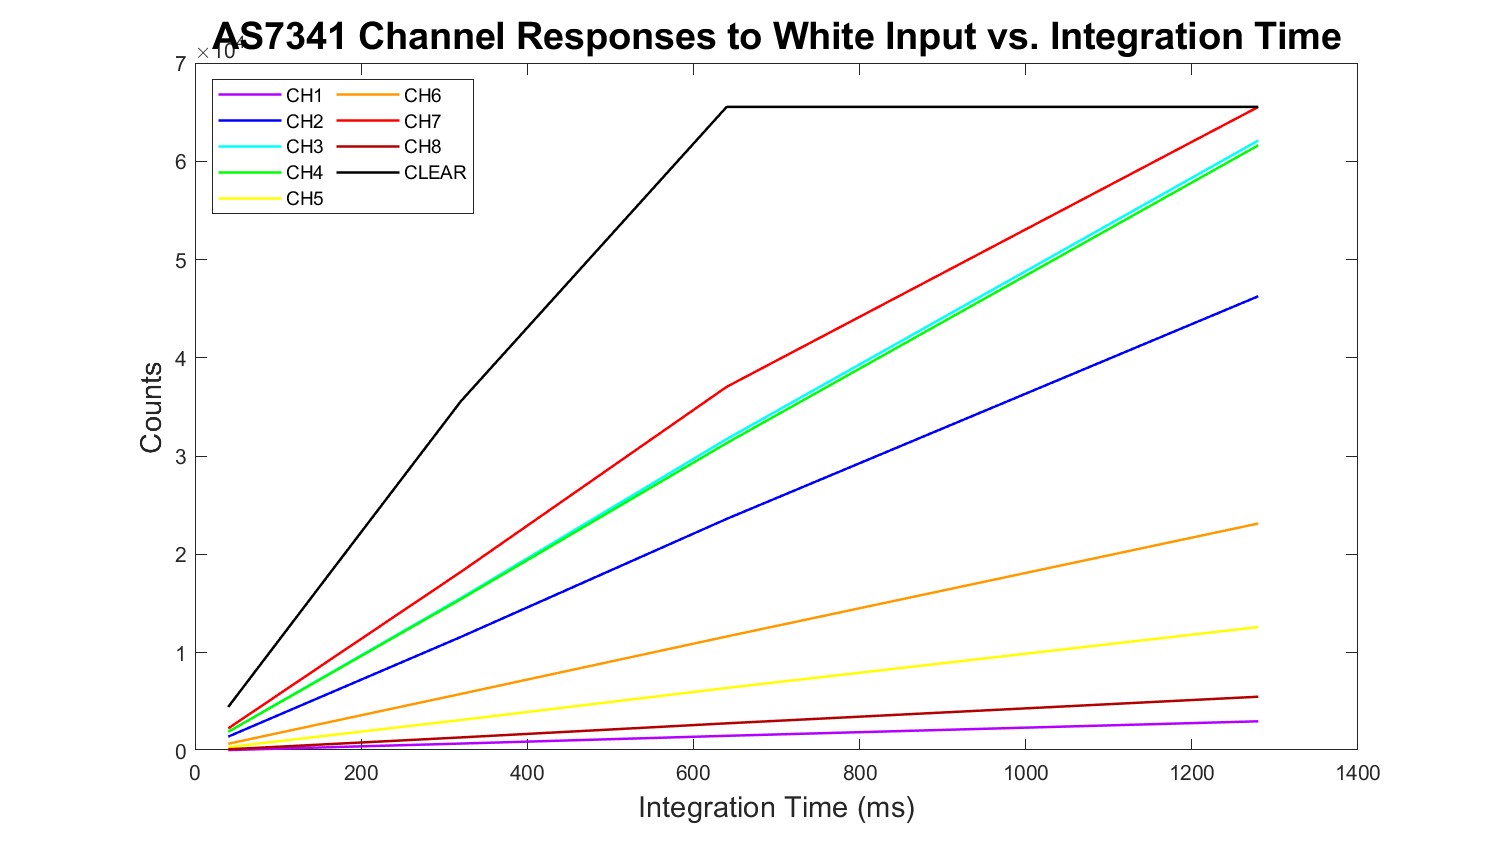 AS7341 Channel Responses to White Input vs. Integration Time
×10⁴
7
6
5
4
3
2
1
0
Counts
CH1 CH6
CH2 CH7
CH3 CH8
CH4 CLEAR
CH5
0 200 400 600 800 1000 1200 1400
Integration Time (ms)